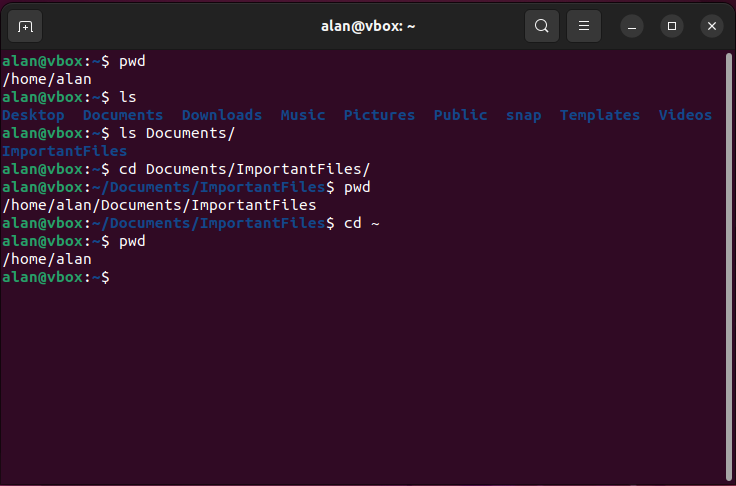 alan@vbox: ~
alan@vbox:~$ pwd
/home/alan
alan@vbox:~$ ls
Desktop  Documents  Downloads  Music  Pictures  Public  snap  Templates  Videos
alan@vbox:~$ ls Documents/
ImportantFiles
alan@vbox:~$ cd Documents/ImportantFiles/
alan@vbox:~/Documents/ImportantFiles$ pwd
/home/alan/Documents/ImportantFiles
alan@vbox:~/Documents/ImportantFiles$ cd ~
alan@vbox:~$ pwd
/home/alan
alan@vbox:~$